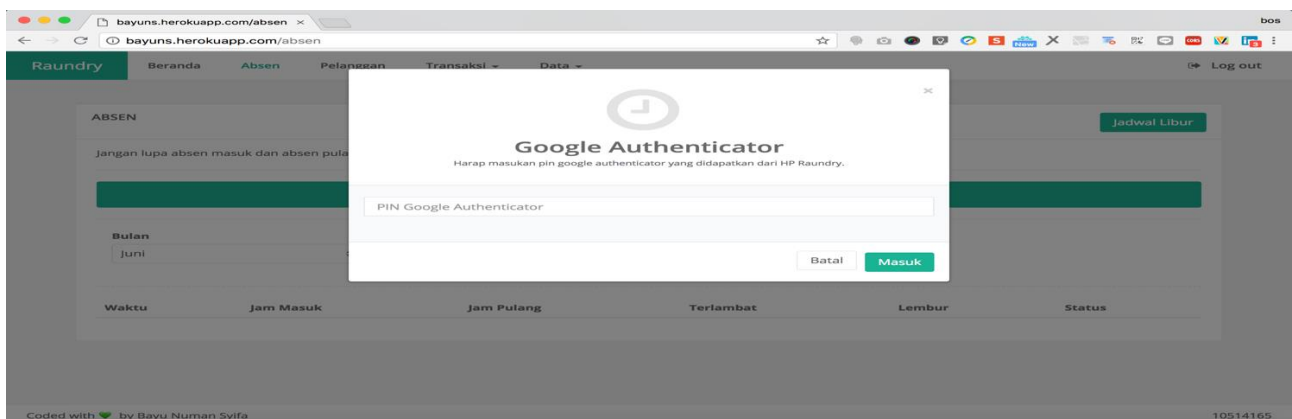 bayuns.herokuapp.com/absen
bos
bayuns.herokuapp.com/absen
Raundry Beranda Absen Pelanggan Transaksi Data Log out
ABSEN
Jadwal Libur
Jangan lupa absen masuk dan absen pula
Google Authenticator
Harap masukan pin google authenticator yang didapatkan dari HP Raundry.
PIN Google Authenticator
Batal Masuk
Bulan
Juni
Waktu Jam Masuk Jam Pulang Terlambat Lembur Status
Coded with by Bayu Numan Syifa
10514165